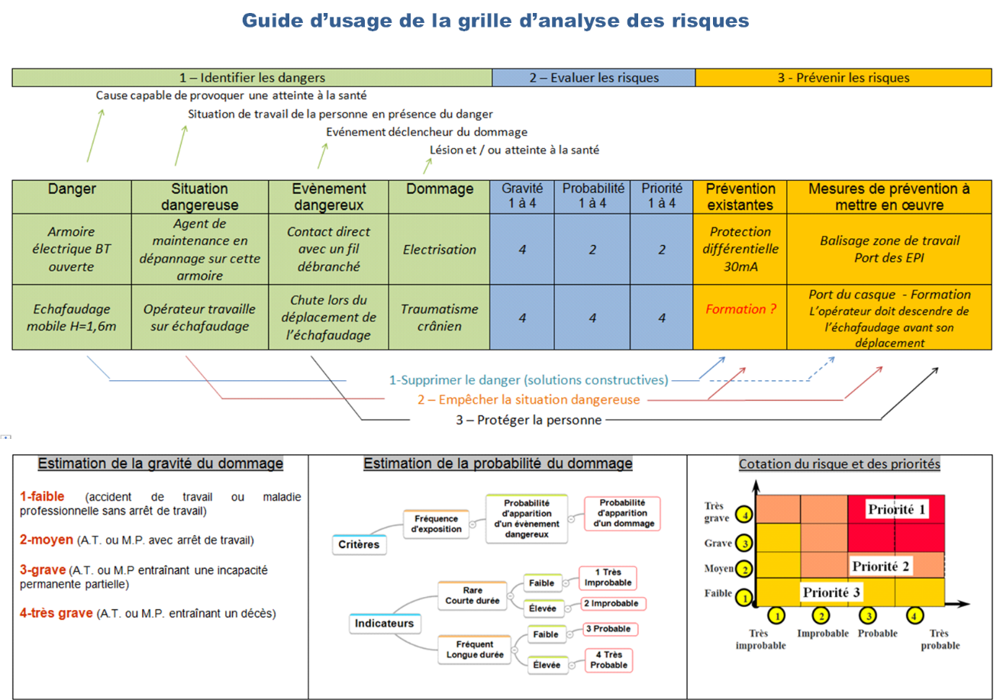 Guide d’usage de la grille d’analyse des risques
1 – Identifier les dangers
2 – Evaluer les risques
3 - Prévenir les risques
Cause capable de provoquer une atteinte à la santé
Situation de travail de la personne en présence du danger
Evénement déclencheur du dommage
Lésion et / ou atteinte à la santé
Danger
Situation
dangereuse
Evènement
dangereux
Dommage
Gravité
1 à 4
Probabilité
1 à 4
Priorité
1 à 4
Prévention
existantes
Mesures de prévention à
mettre en œuvre
Armoire
électrique BT
ouverte
Agent de
maintenance en
dépannage sur cette
armoire
Contact direct
avec un fil
débranché
Electrisation
4
2
2
Protection
différentielle
30mA
Balisage zone de travail
Port des EPI
Echafaudage
mobile H=1,6m
Opérateur travaille
sur échafaudage
Chute lors du
déplacement de
l’échafaudage
Traumatisme
crânien
4
4
4
Formation ?
Port du casque - Formation
L’opérateur doit descendre de
l’échafaudage avant son
déplacement
1-Supprimer le danger (solutions constructives)
2 – Empêcher la situation dangereuse
3 – Protéger la personne
Estimation de la gravité du dommage
1-faible (accident de travail ou maladie
professionnelle sans arrêt de travail)
2-moyen (A.T. ou M.P. avec arrêt de travail)
3-grave (A.T. ou M.P entraînant une incapacité
permanente partielle)
4-très grave (A.T. ou M.P. entraînant un décès)
Estimation de la probabilité du dommage
Critères
Fréquence
d'exposition
Probabilité
d'apparition
d'un évènement
dangereux
Probabilité
d'apparition
d'un dommage
Indicateurs
Rare
Courte durée
Faible
1 Très
Improbable
Élevée
2 Improbable
Fréquent
Longue durée
Faible
3 Probable
Élevée
4 Très
Probable
Cotation du risque et des priorités
Très
grave
4
Priorité 1
Grave
3
Moyen
2
Priorité 2
Faible
1
Priorité 3
1
2
3
4
Très
improbable
Improbable
Probable
Très
probable